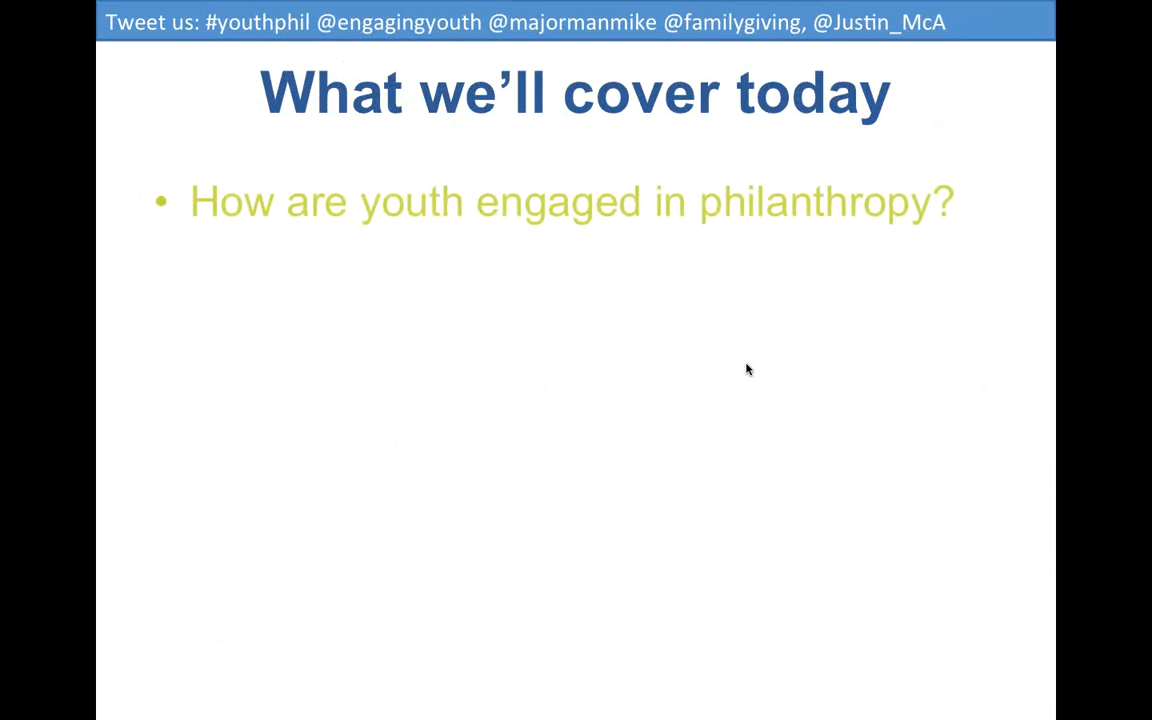 Tweet us: #youthphil @engagingyouth @majormanmike @familygiving, @Justin_McA
What we’ll cover today
• How are youth engaged in philanthropy?